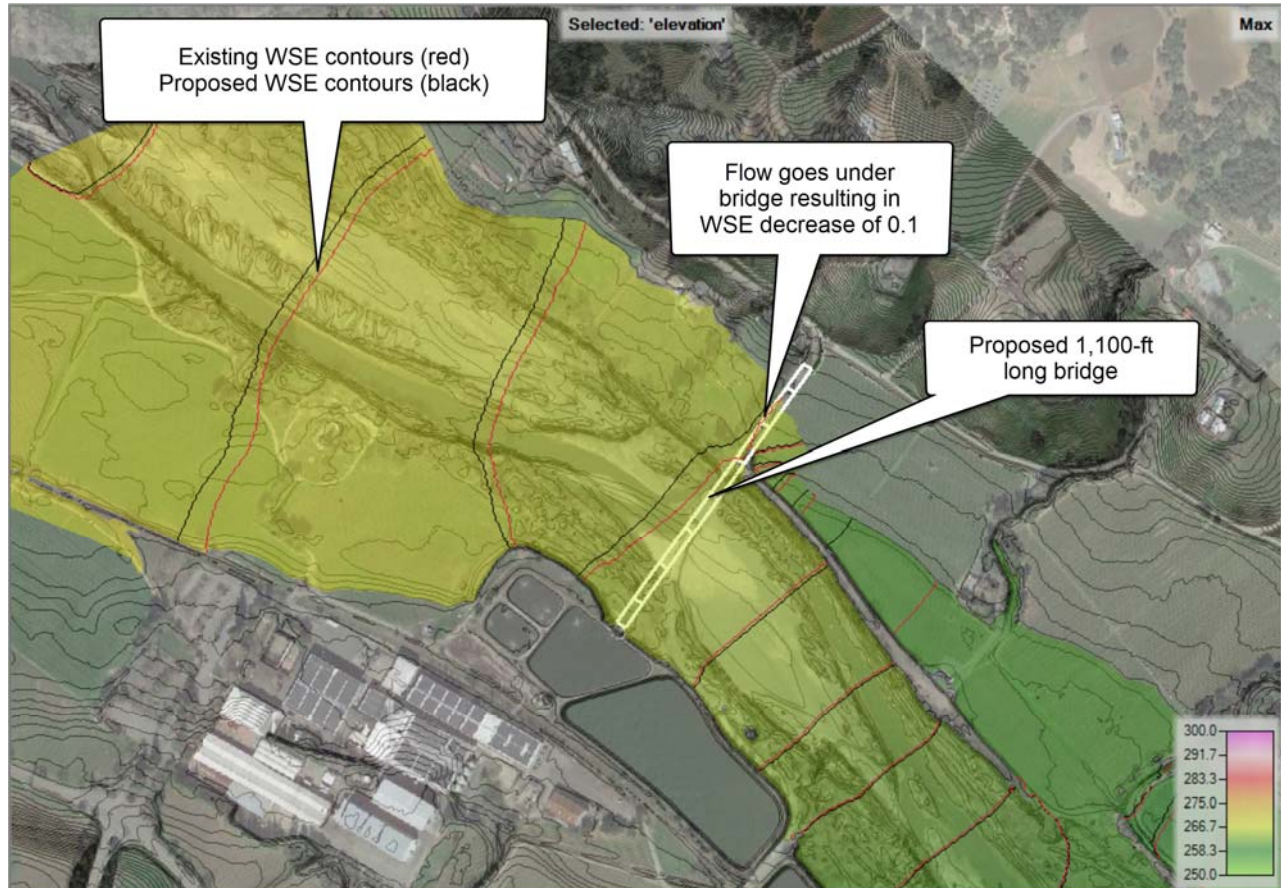 Selected: 'elevation'
Max
Existing WSE contours (red)
Proposed WSE contours (black)
Flow goes under
bridge resulting in
WSE decrease of 0.1
Proposed 1,100-ft
long bridge
300.0
291.7
283.3
275.0
266.7
258.3
250.0